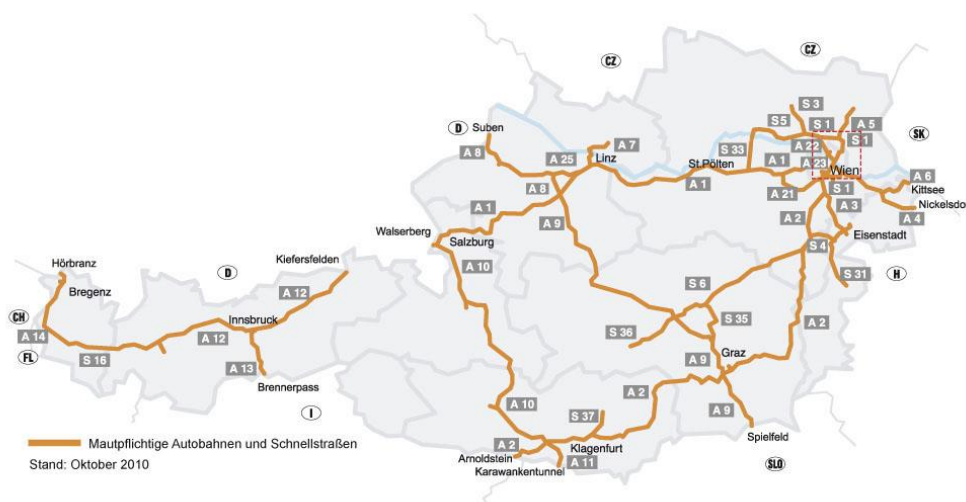 CZ
CZ
S 3
S 5
S 1
A 5
D
Suben
A 7
S 33
A 22
S 1
SK
A 8
A 25
Linz
St.Pölten
A 1
A 23
Wien
A 6
A 8
A 1
A 21
S 1
Kittsee
A 1
A 9
A 3
Nickelsdo
A 2
A 4
Walserberg
Salzburg
S 4
Eisenstadt
Hörbranz
Kiefersfelden
A 10
D
S 6
S 31
H
Bregenz
A 12
CH
Innsbruck
S 35
A 2
A 14
A 12
S 36
FL
S 16
A 9
Graz
A 13
Brennerpass
A 2
I
A 10
S 37
A 9
Mautpflichtige Autobahnen und Schnellstraßen
A 2
Klagenfurt
Spielfeld
Stand: Oktober 2010
Arnoldstein
A 11
SLO
Karawankentunnel